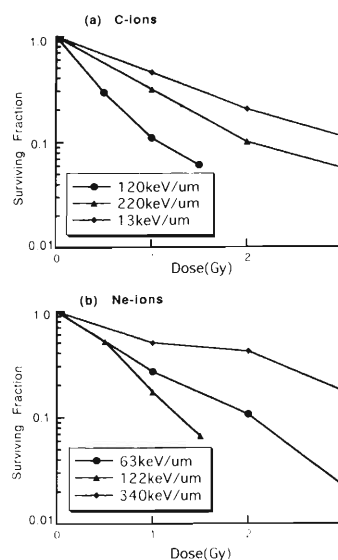 (a) C-ions
Surviving Fraction
1.0
0.1
0.01
120keV/um
220keV/um
13keV/um
0 1 2
Dose(Gy)
(b) Ne-ions
Surviving Fraction
1.0
0.1
0.01
63keV/um
122keV/um
340keV/um
0 1 2
Dose(Gy)